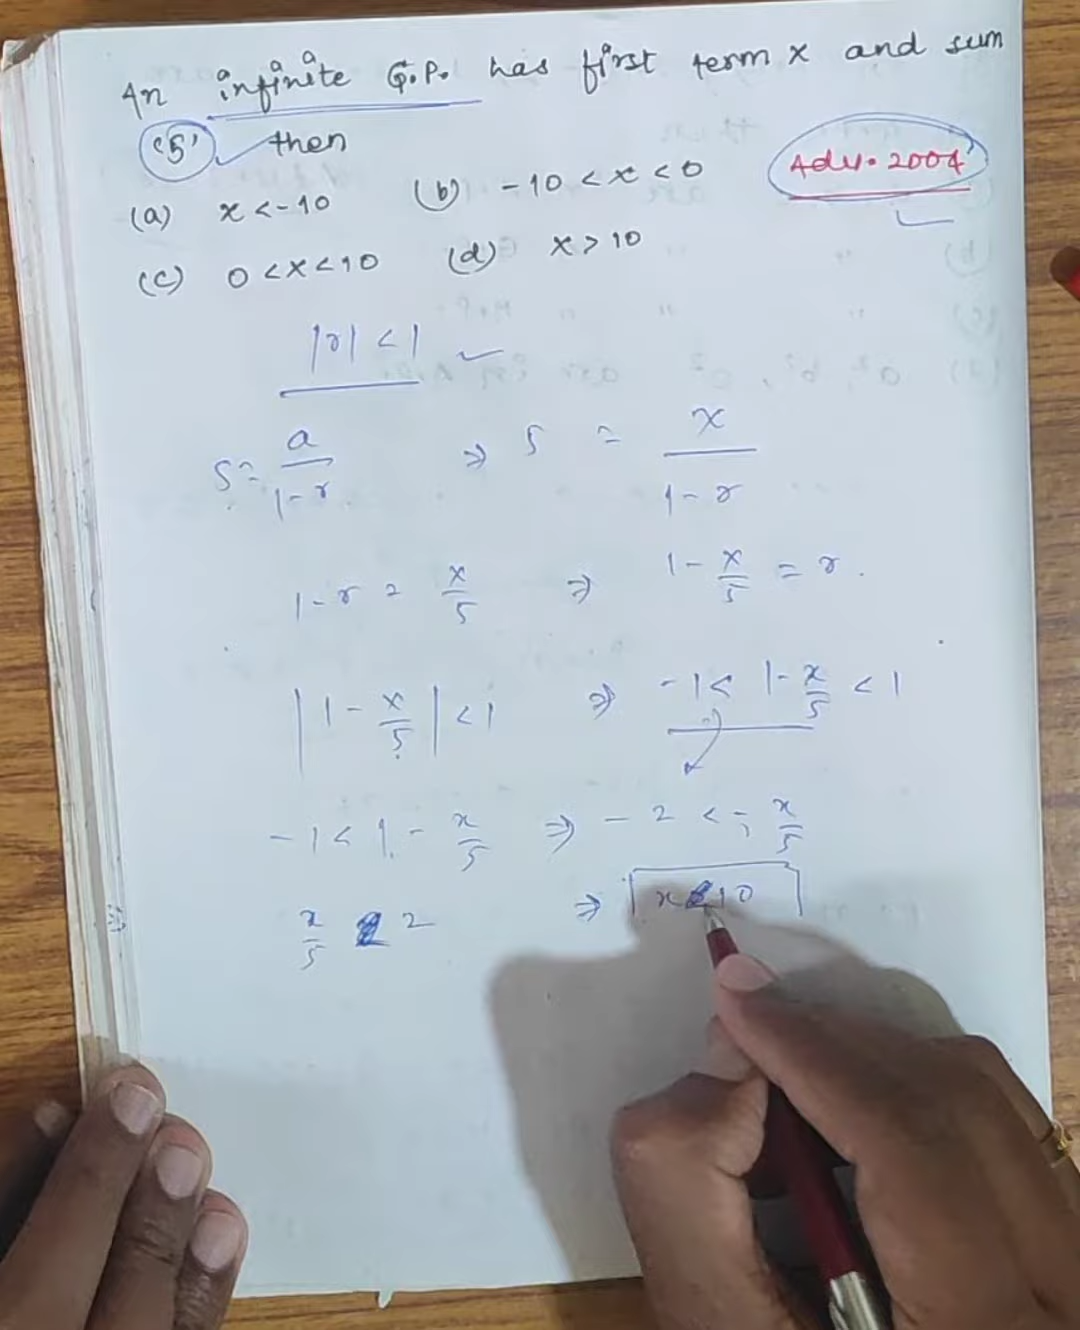 An infinite G.P. has first term x and sum
'5' then
(a) x < -10 (b) -10 < x < 0
Adv. 2004
(c) 0 < x < 10 (d) x > 10
|r| < 1
S = a/(1-r) ⇒ 5 = x/(1-r)
1-r = x/5 ⇒ 1 - x/5 = r.
|1 - x/5| < 1 ⇒ -1 < 1 - x/5 < 1
-1 < 1 - x/5 ⇒ -2 < - x/5
x/5 < 2 ⇒ x < 10